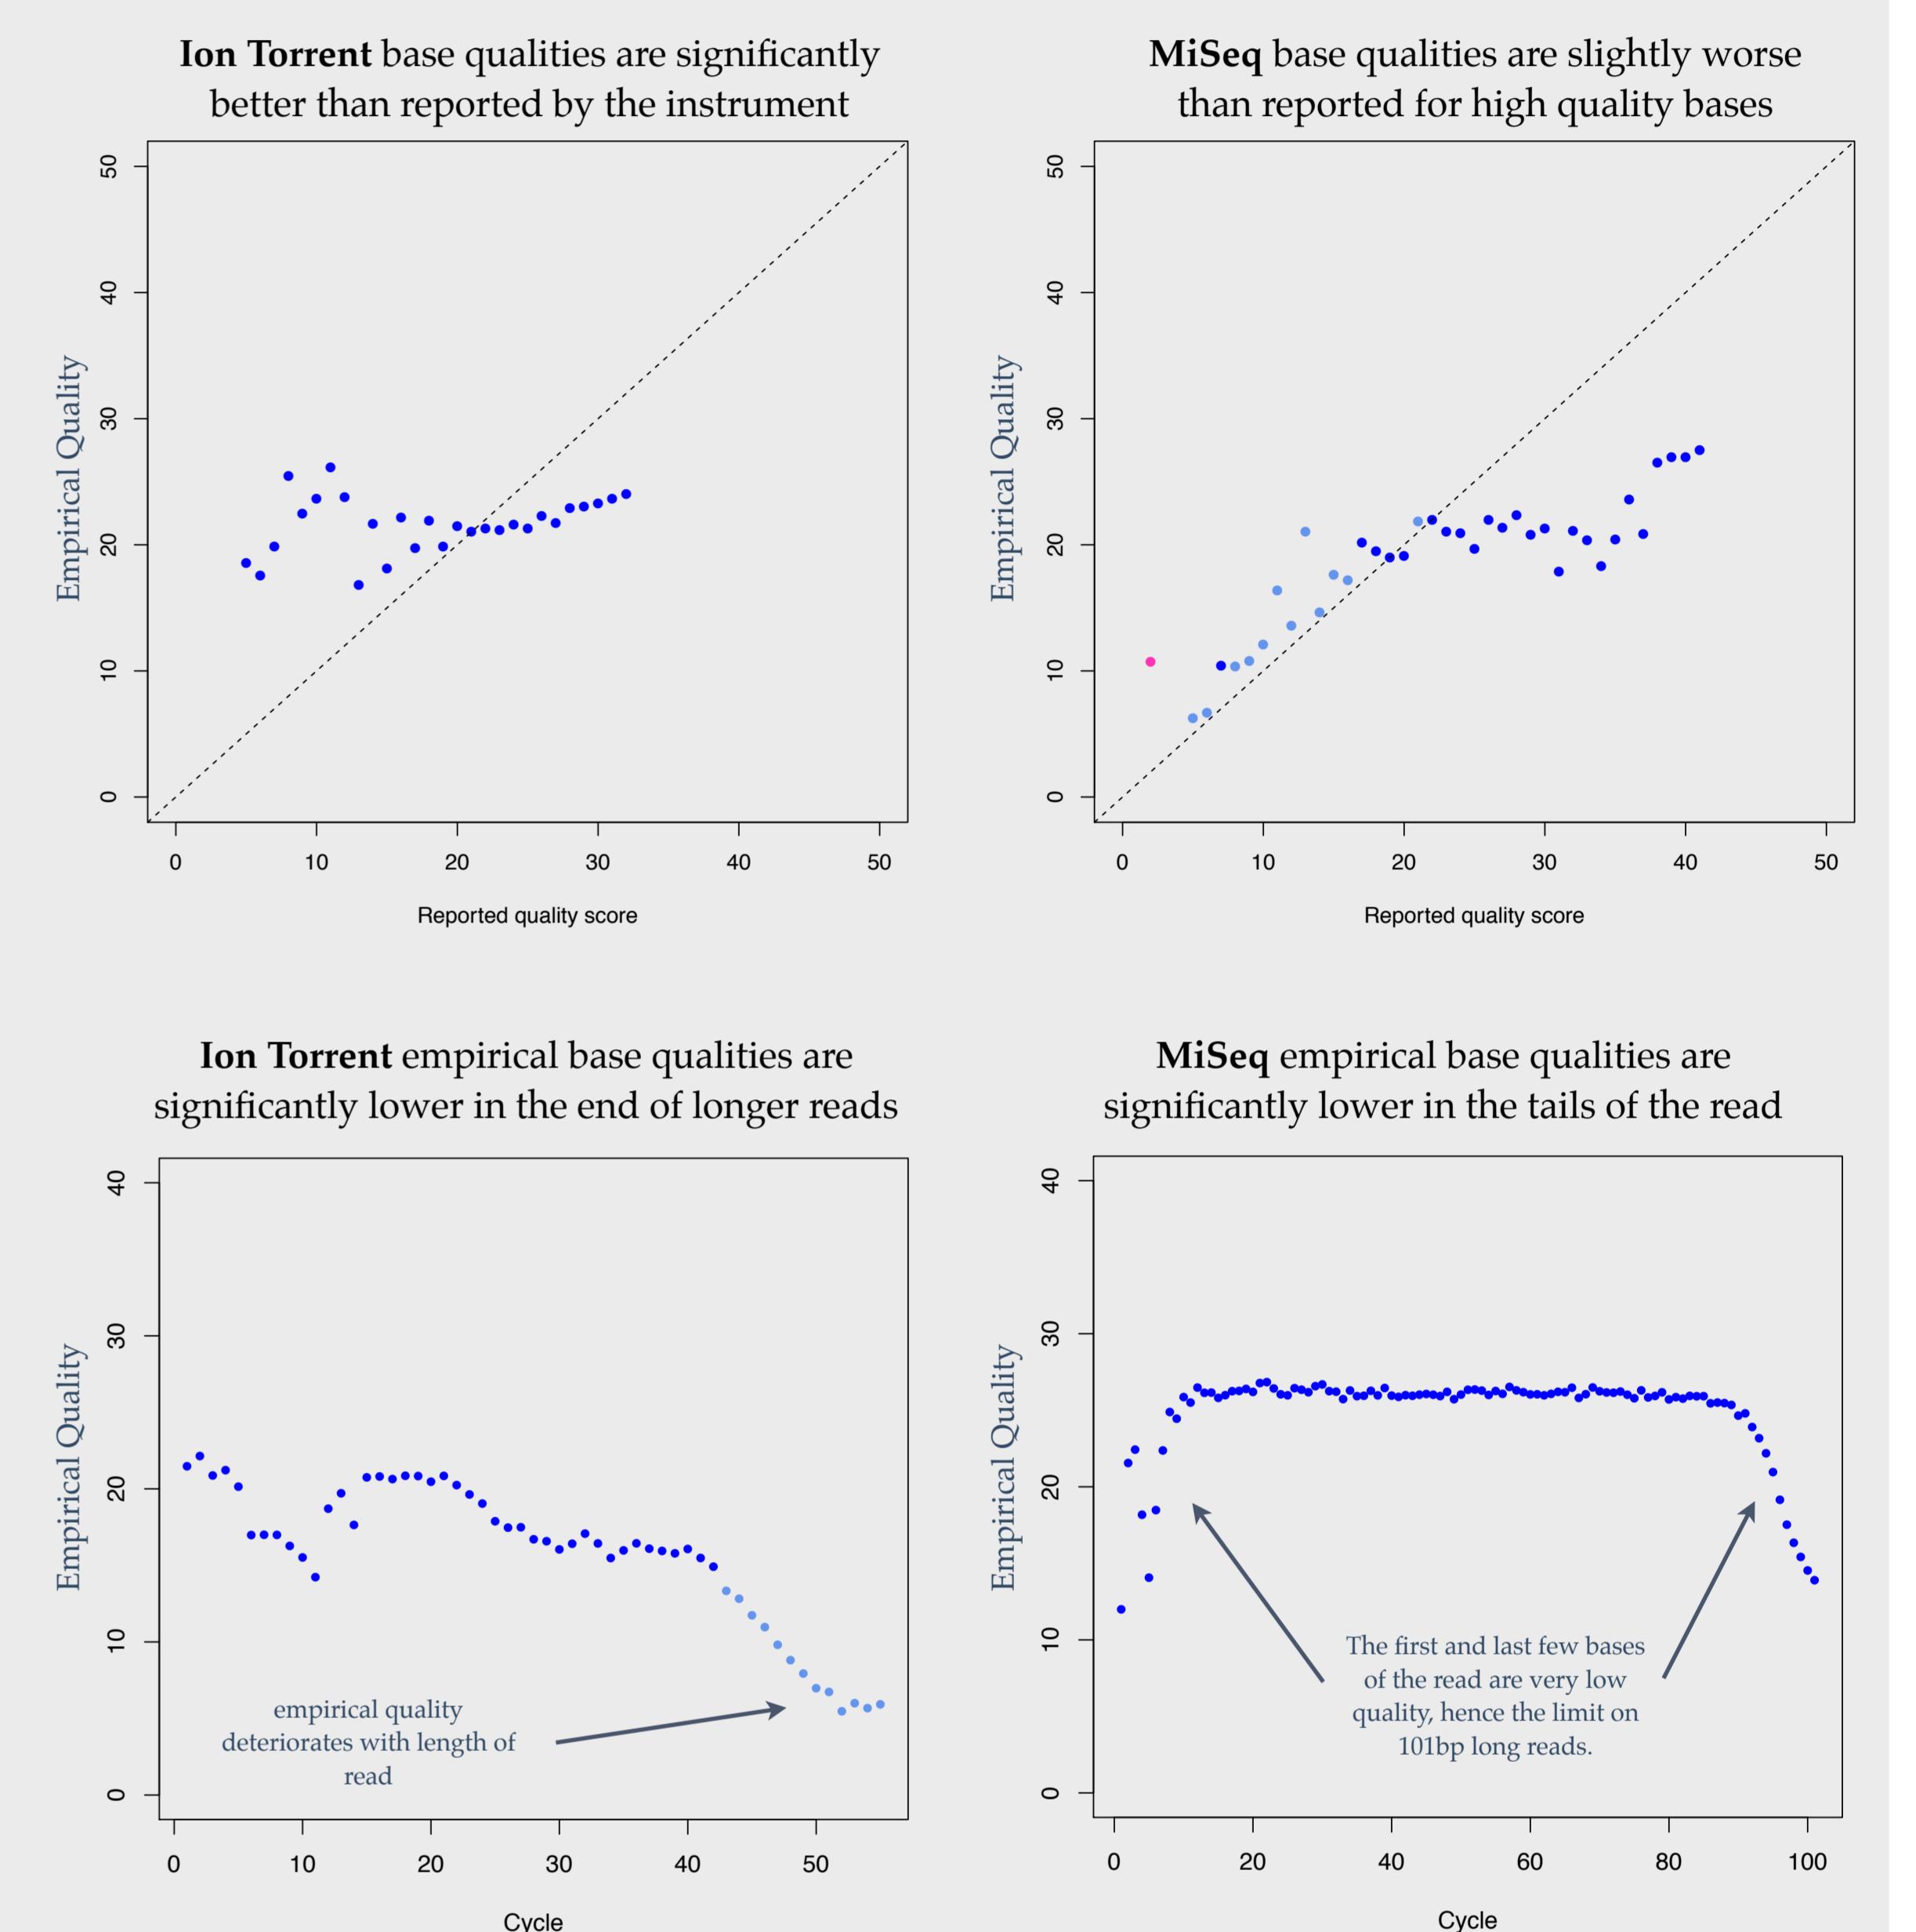 Ion Torrent base qualities are significantly
better than reported by the instrument
MiSeq base qualities are slightly worse
than reported for high quality bases
Empirical Quality
50
40
30
20
10
0
0 10 20 30 40 50
Reported quality score
Empirical Quality
50
40
30
20
10
0
0 10 20 30 40 50
Reported quality score
Ion Torrent empirical base qualities are
significantly lower in the end of longer reads
MiSeq empirical base qualities are
significantly lower in the tails of the read
Empirical Quality
40
30
20
10
0
empirical quality
deteriorates with length of
read
0 10 20 30 40 50
Cycle
Empirical Quality
40
30
20
10
0
The first and last few bases
of the read are very low
quality, hence the limit on
101bp long reads.
0 20 40 60 80 100
Cycle